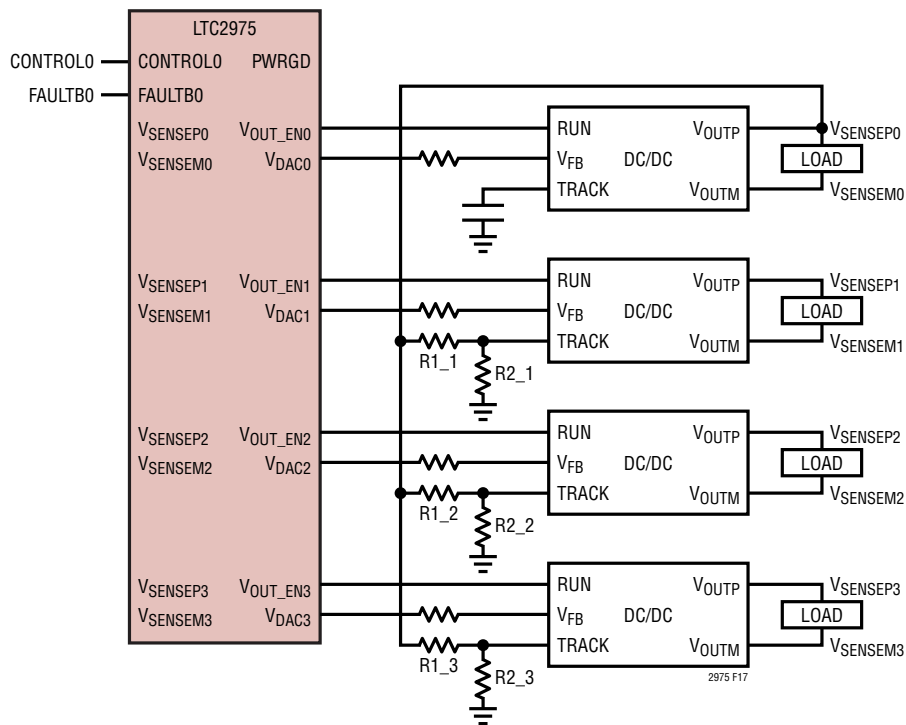 LTC2975
CONTROL0 CONTROL0 PWRGD
FAULTB0 FAULTB0
VSENSEP0 VOUT_EN0 RUN VOUTP VSENSEP0
VSENSEM0 VDAC0 VFB DC/DC LOAD
TRACK VOUTM VSENSEM0
VSENSEP1 VOUT_EN1 RUN VOUTP VSENSEP1
VSENSEM1 VDAC1 VFB DC/DC LOAD
TRACK VOUTM VSENSEM1
R1_1 R2_1
VSENSEP2 VOUT_EN2 RUN VOUTP VSENSEP2
VSENSEM2 VDAC2 VFB DC/DC LOAD
TRACK VOUTM VSENSEM2
R1_2 R2_2
VSENSEP3 VOUT_EN3 RUN VOUTP VSENSEP3
VSENSEM3 VDAC3 VFB DC/DC LOAD
TRACK VOUTM VSENSEM3
R1_3 R2_3
2975 F17